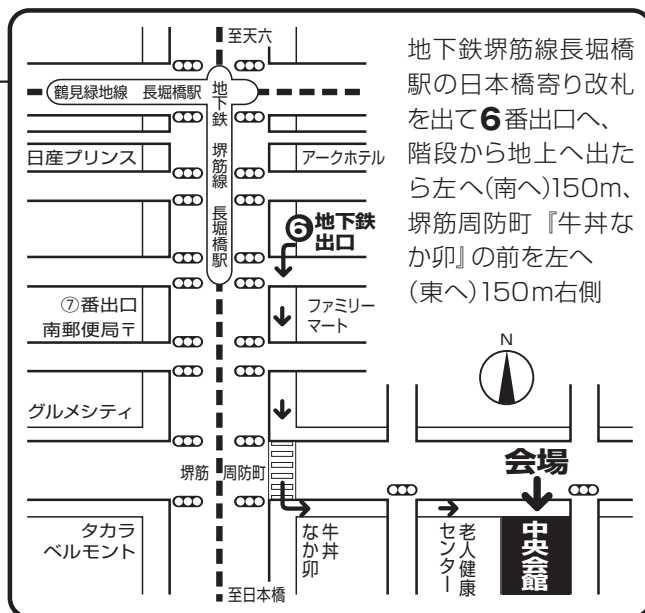 地下鉄堺筋線長堀橋
駅の日本橋寄り改札
を出て6番出口へ、
階段から地上へ出た
ら左へ(南へ)150m、
堺筋周防町『牛丼な
か卯』の前を左へ
(東へ)150m右側
至天六
鶴見緑地線 長堀橋駅
地下鉄 堺筋線 長堀橋駅
日産プリンス
アークホテル
⑥地下鉄
出口
⑦番出口
南郵便局〒
ファミリー
マート
グルメシティ
N
堺筋 周防町
会場
タカラ
ベルモント
牛丼
なか卯
老人健康
センター
中央会館
至日本橋